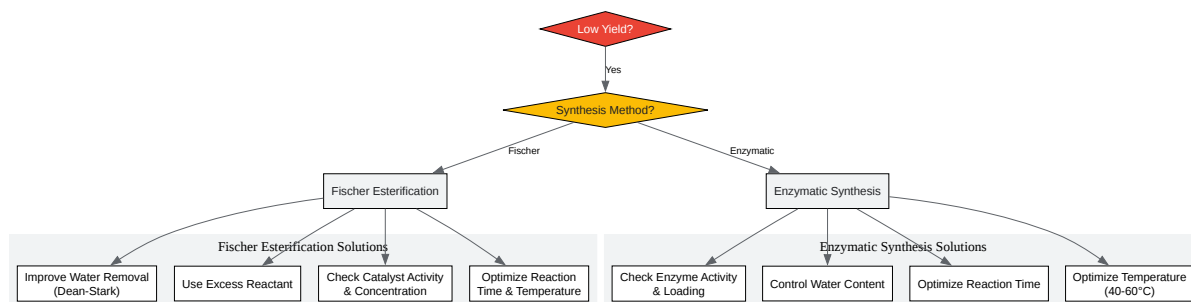 Low Yield?
Yes
Synthesis Method?
Fischer
Enzymatic
Fischer Esterification
Enzymatic Synthesis
Fischer Esterification Solutions
Enzymatic Synthesis Solutions
Improve Water Removal
(Dean-Stark)
Use Excess Reactant
Check Catalyst Activity
& Concentration
Optimize Reaction
Time & Temperature
Check Enzyme Activity
& Loading
Control Water Content
Optimize Reaction Time
Optimize Temperature
(40-60°C)